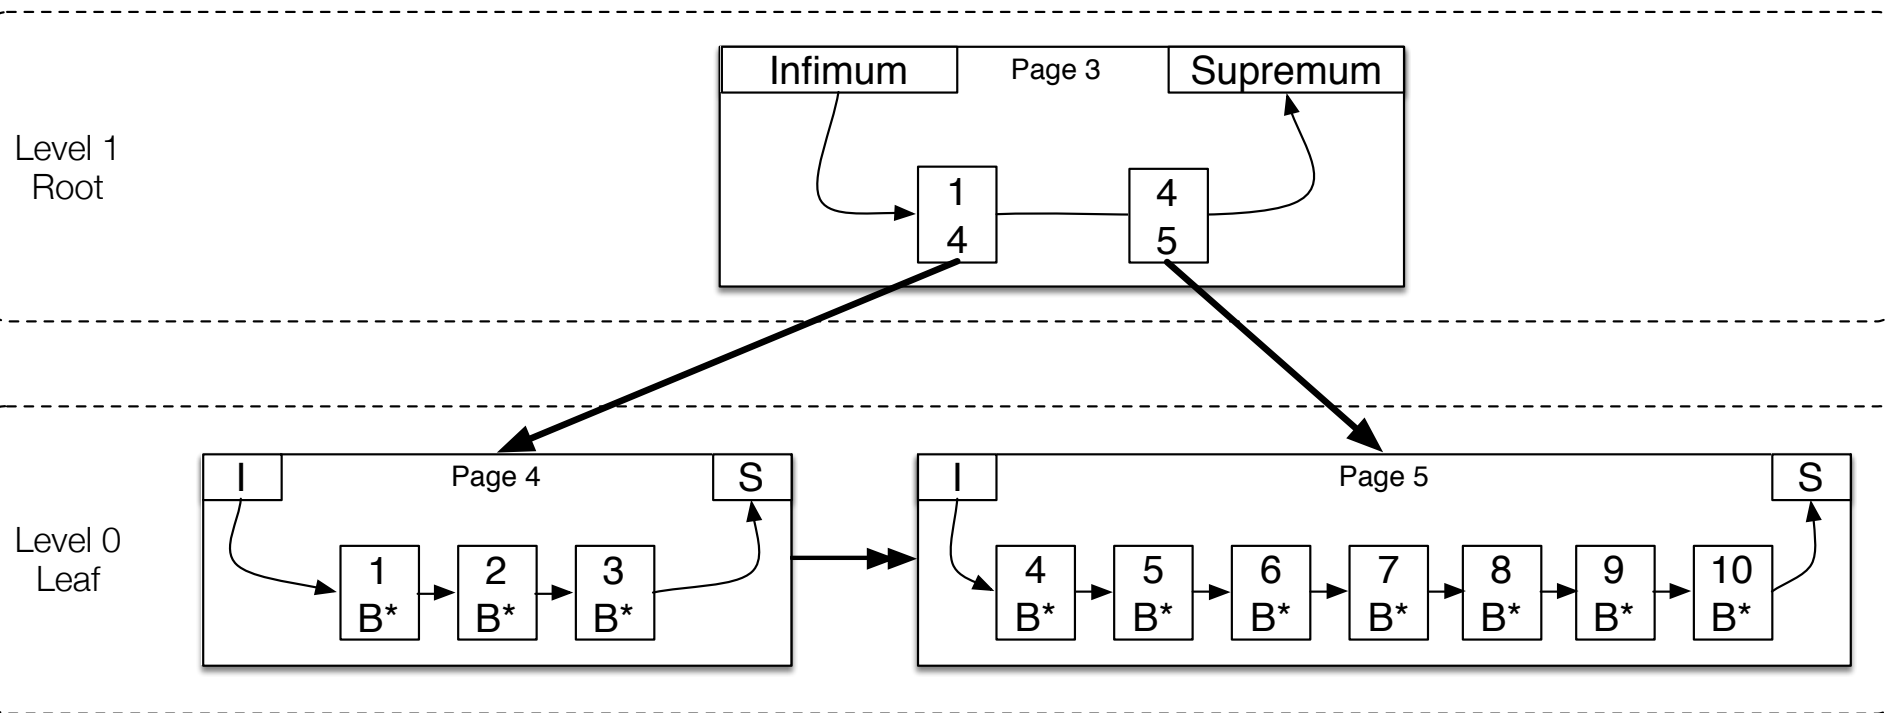 Infimum
Page 3
Supremum
Level 1
Root
1
4
4
5
I
Page 4
S
I
Page 5
S
Level 0
Leaf
1
B*
2
B*
3
B*
4
B*
5
B*
6
B*
7
B*
8
B*
9
B*
10
B*